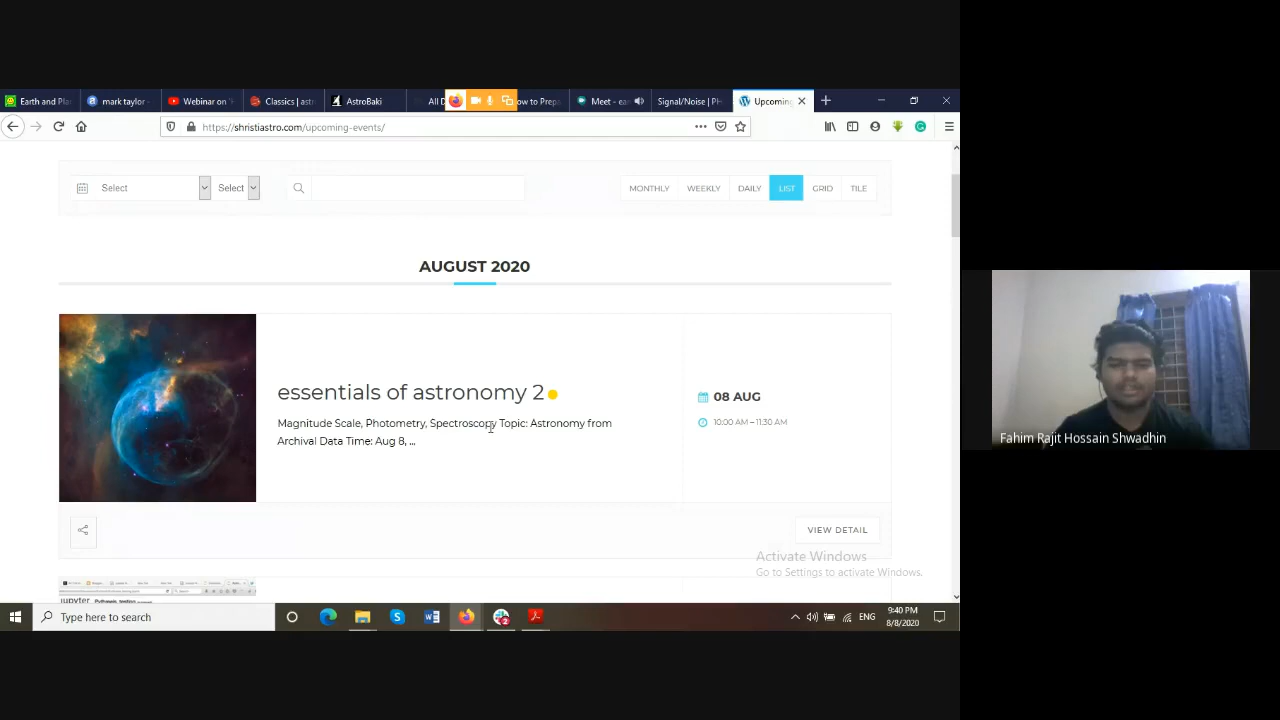 Earth and Pla
mark taylor
Webinar on '
Classics | astr
AstroBaki
All D
ow to Prep
Meet - ea
Signal/Noise | PH
Upcoming
https://shristiastro.com/upcoming-events/
Select
Select
MONTHLY
WEEKLY
DAILY
LIST
GRID
TILE
AUGUST 2020
essentials of astronomy 2
Magnitude Scale, Photometry, Spectroscopy Topic: Astronomy from
Archival Data Time: Aug 8, ...
08 AUG
10:00 AM – 11:30 AM
Fahim Rajit Hossain Shwadhin
VIEW DETAIL
Activate Windows
Go to Settings to activate Windows.
Type here to search
ENG
9:40 PM
8/8/2020